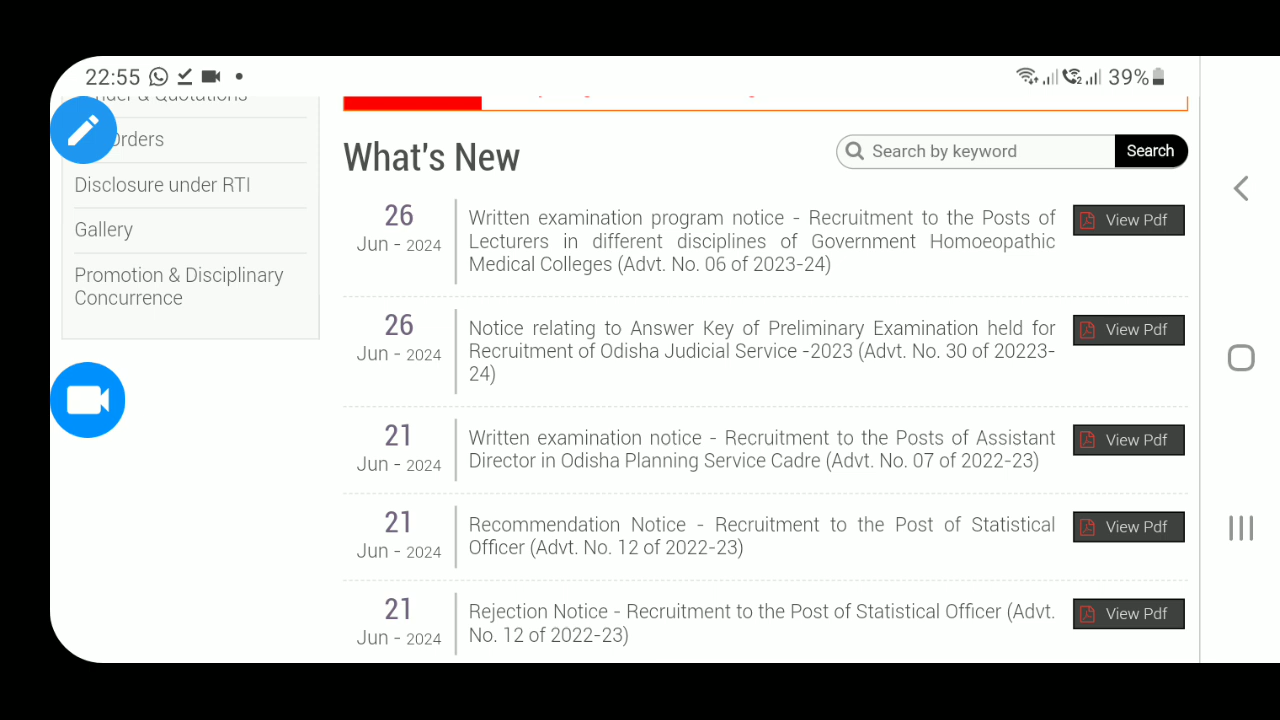 22:55
39%
Orders
Disclosure under RTI
Gallery
Promotion & Disciplinary
Concurrence
What's New
Search by keyword
Search
26
Jun - 2024
Written examination program notice - Recruitment to the Posts of
Lecturers in different disciplines of Government Homoeopathic
Medical Colleges (Advt. No. 06 of 2023-24)
View Pdf
26
Jun - 2024
Notice relating to Answer Key of Preliminary Examination held for
Recruitment of Odisha Judicial Service -2023 (Advt. No. 30 of 20223-
24)
View Pdf
21
Jun - 2024
Written examination notice - Recruitment to the Posts of Assistant
Director in Odisha Planning Service Cadre (Advt. No. 07 of 2022-23)
View Pdf
21
Jun - 2024
Recommendation Notice - Recruitment to the Post of Statistical
Officer (Advt. No. 12 of 2022-23)
View Pdf
21
Jun - 2024
Rejection Notice - Recruitment to the Post of Statistical Officer (Advt.
No. 12 of 2022-23)
View Pdf